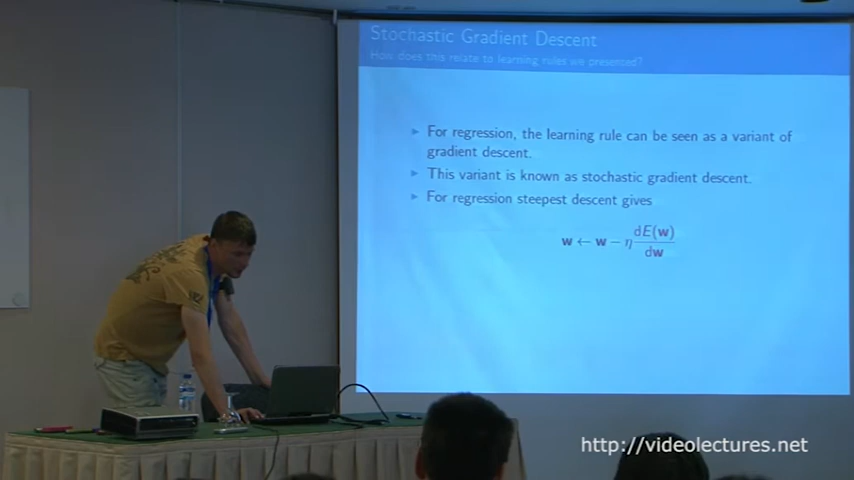 Stochastic Gradient Descent
How does this relate to learning rules we presented?
For regression, the learning rule can be seen as a variant of
gradient descent.
This variant is known as stochastic gradient descent.
For regression steepest descent gives
w ← w − η dE(w)/dw
http://videolectures.net